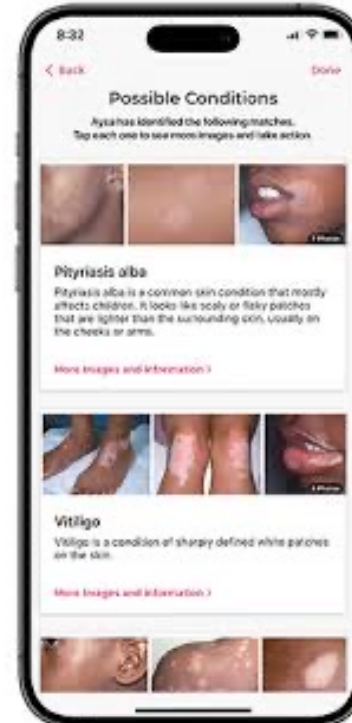 8:32
< Back
Done
Possible Conditions
Aysa has identified the following matches.
Tap each one to see more images and take action.
Pityriasis alba
Pityriasis alba is a common skin condition that mostly
affects children. It looks like scaly or flaky patches
that are lighter than the surrounding skin, usually on
the cheeks or arms.
More Images and Information >
Vitiligo
Vitiligo is a condition of sharply defined white patches
on the skin.
More Images and Information >